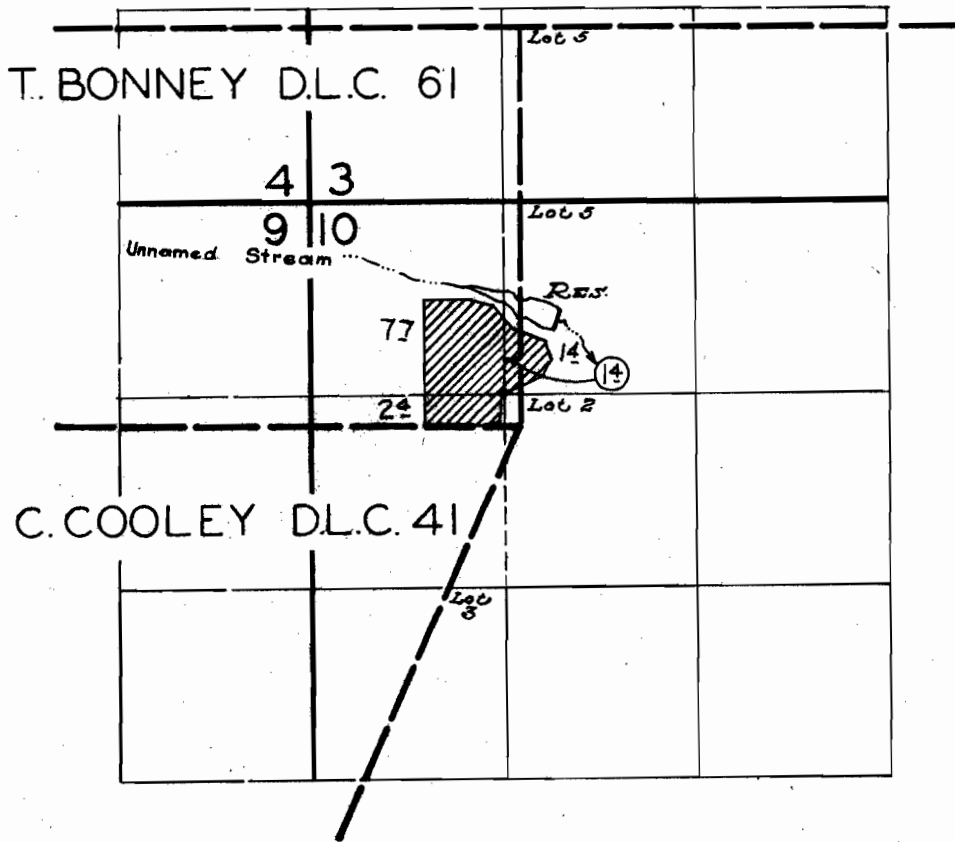 Lot 5
T. BONNEY D.L.C. 61
4 3
Lot 5
9 10
Unnamed Stream
RES.
77
14
14
24
Lot 2
C. COOLEY D.L.C. 41
Lot
3